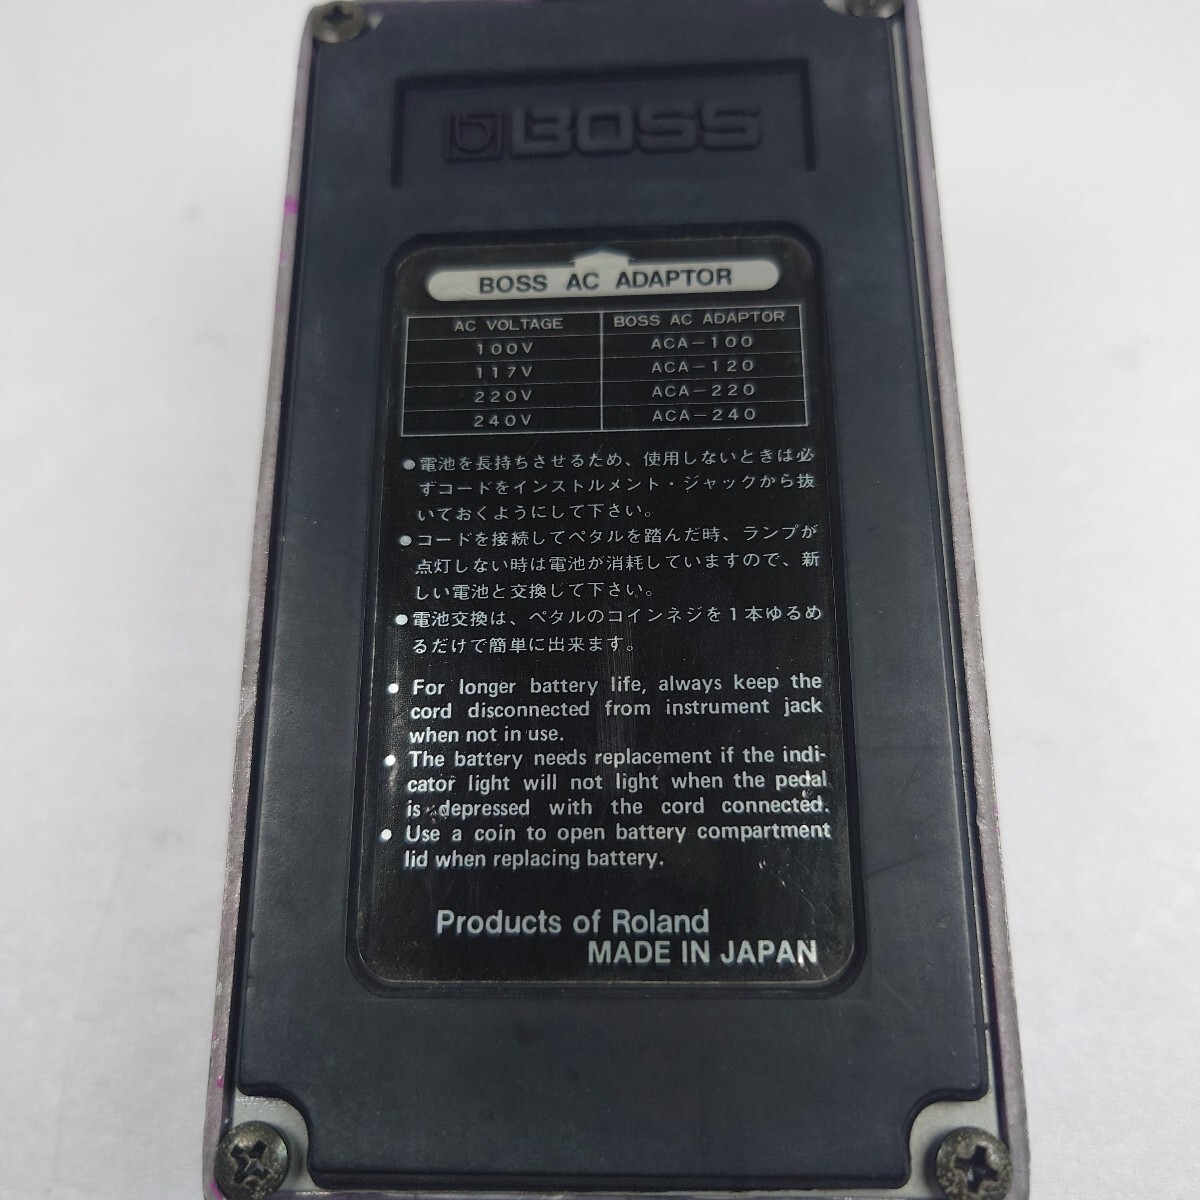 BOSS
BOSS AC ADAPTOR
AC VOLTAGE BOSS AC ADAPTOR
100V ACA-100
117V ACA-120
220V ACA-220
240V ACA-240
●電池を長持ちさせるため、使用しないときは必
ずコードをインストルメント・ジャックから抜
いておくようにして下さい。
●コードを接続してペタルを踏んだ時、ランプが
点灯しない時は電池が消耗していますので、新
しい電池と交換して下さい。
●電池交換は、ペタルのコインネジを1本ゆるめ
るだけで簡単に出来ます。
● For longer battery life, always keep the
cord disconnected from instrument jack
when not in use.
● The battery needs replacement if the indi-
cator light will not light when the pedal
is depressed with the cord connected.
● Use a coin to open battery compartment
lid when replacing battery.
Products of Roland
MADE IN JAPAN